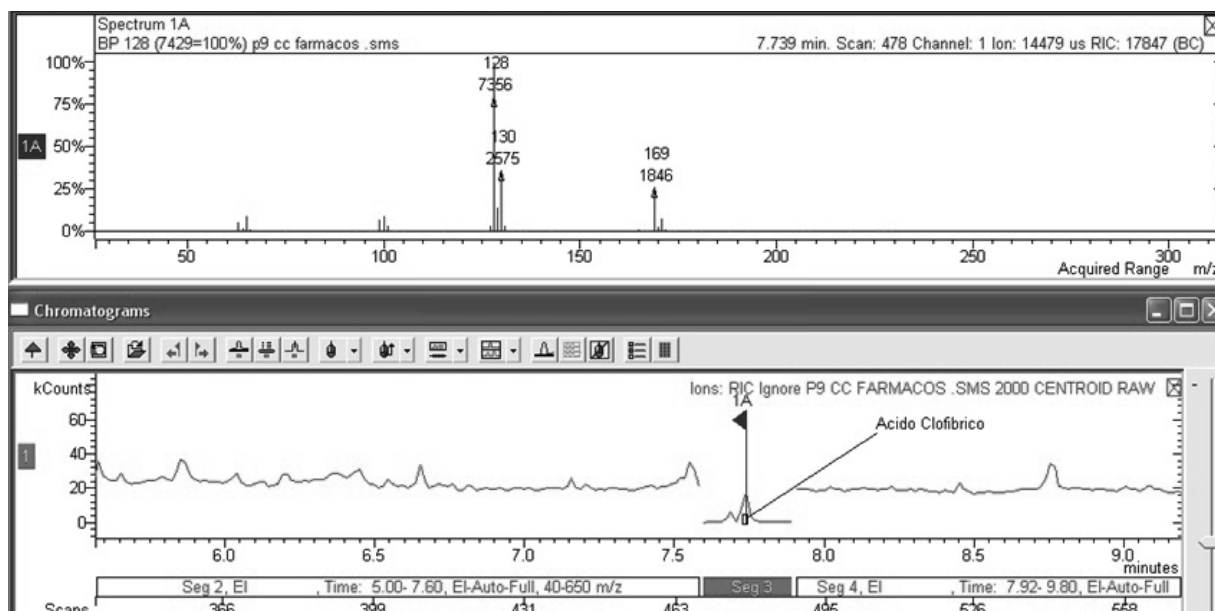 Spectrum 1A
BP 128 (7429=100%) p9 cc farmacos .sms 7.739 min. Scan: 478 Channel: 1 Ion: 14479 us RIC: 17847 (BC)
100%
75%
50%
25%
0%
1A
128
7356
130
2575
169
1846
50 100 150 200 250 300
Acquired Range m/z
Chromatograms
kCounts
Ions: RIC Ignore P9 CC FARMACOS .SMS 2000 CENTROID RAW
1A
Acido Clofibrico
1
60
40
20
0
6.0 6.5 7.0 7.5 8.0 8.5 9.0
minutes
Seg 2, EI , Time: 5.00- 7.60, EI-Auto-Full, 40-650 m/z Seg 3 Seg 4, EI , Time: 7.92- 9.80, EI-Auto-Full
Scans 366 399 431 463 495 526 558